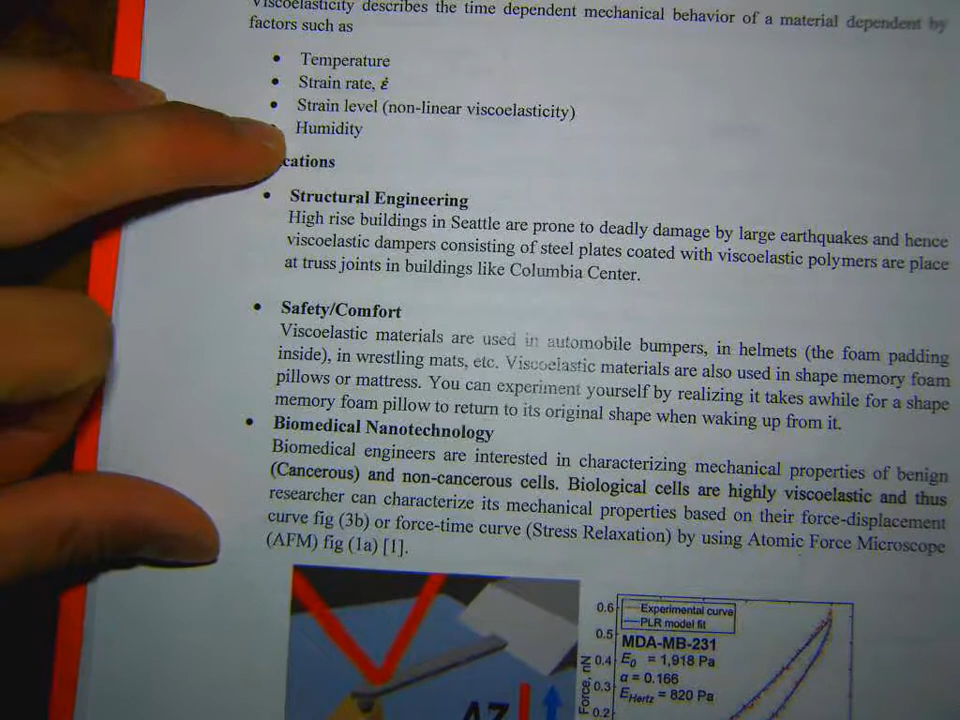 Viscoelasticity describes the time dependent mechanical behavior of a material dependent by
factors such as
• Temperature
• Strain rate, ε̇
• Strain level (non-linear viscoelasticity)
Humidity
cations
• Structural Engineering
High rise buildings in Seattle are prone to deadly damage by large earthquakes and hence
viscoelastic dampers consisting of steel plates coated with viscoelastic polymers are place
at truss joints in buildings like Columbia Center.
• Safety/Comfort
Viscoelastic materials are used in automobile bumpers, in helmets (the foam padding
inside), in wrestling mats, etc. Viscoelastic materials are also used in shape memory foam
pillows or mattress. You can experiment yourself by realizing it takes awhile for a shape
memory foam pillow to return to its original shape when waking up from it.
• Biomedical Nanotechnology
Biomedical engineers are interested in characterizing mechanical properties of benign
(Cancerous) and non-cancerous cells. Biological cells are highly viscoelastic and thus
researcher can characterize its mechanical properties based on their force-displacement
curve fig (3b) or force-time curve (Stress Relaxation) by using Atomic Force Microscope
(AFM) fig (1a) [1].
ΔZ
Force, nN
0.6
0.5
0.4
0.3
0.2
Experimental curve
PLR model fit
MDA-MB-231
E0 = 1,918 Pa
α = 0.166
EHertz = 820 Pa